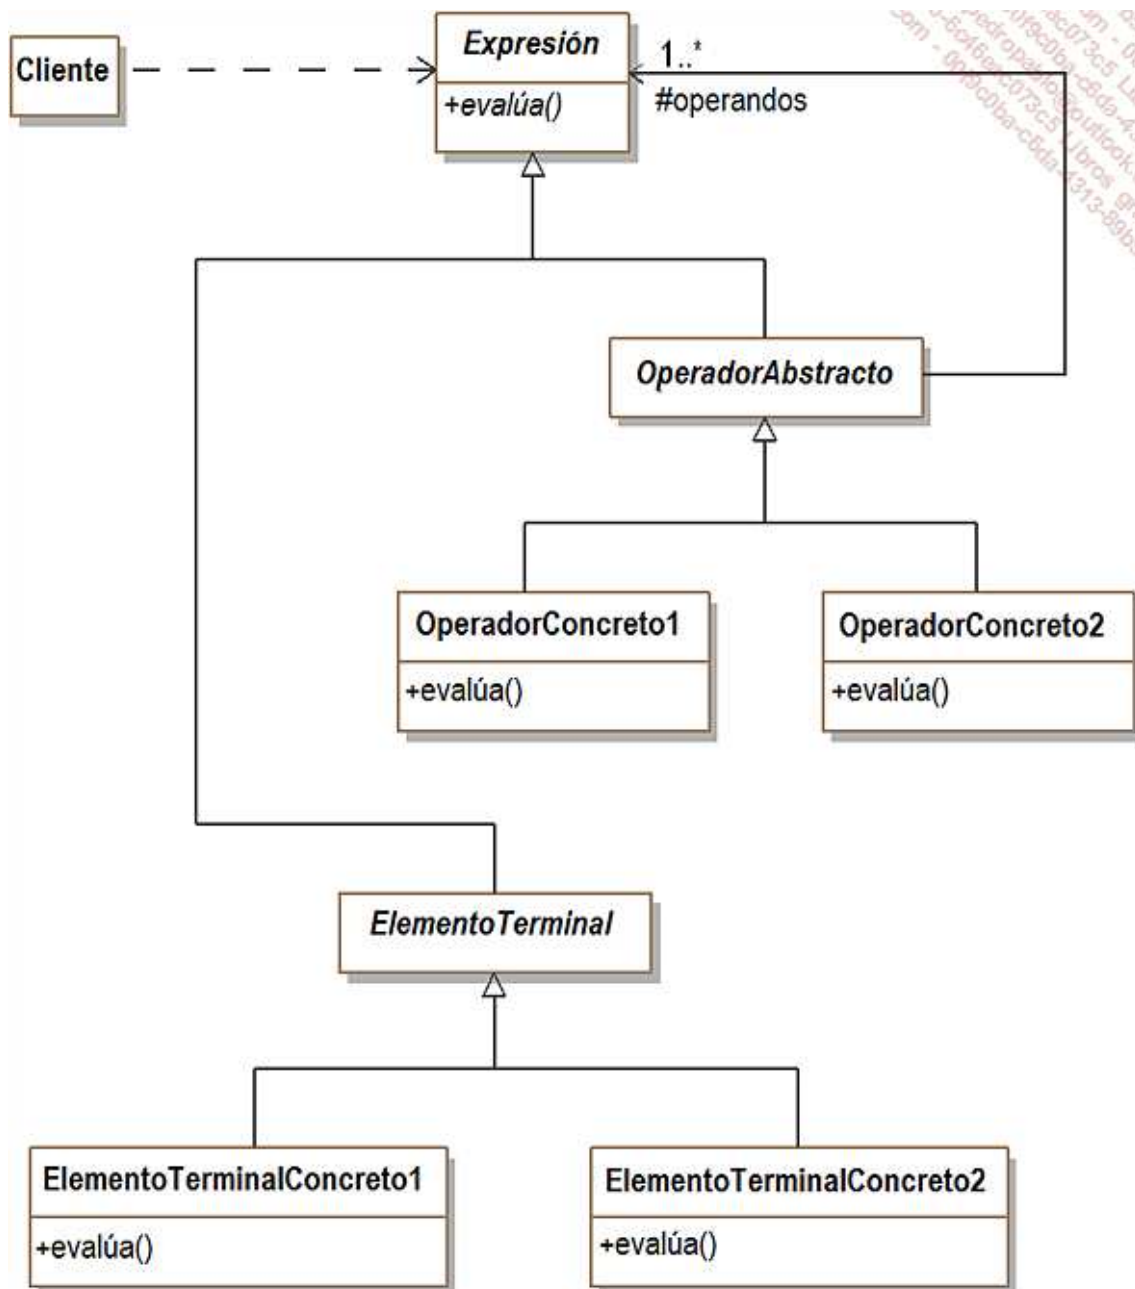 Cliente
Expresión
+evalúa()
1..*
#operandos
OperadorAbstracto
OperadorConcreto1
+evalúa()
OperadorConcreto2
+evalúa()
ElementoTerminal
ElementoTerminalConcreto1
+evalúa()
ElementoTerminalConcreto2
+evalúa()